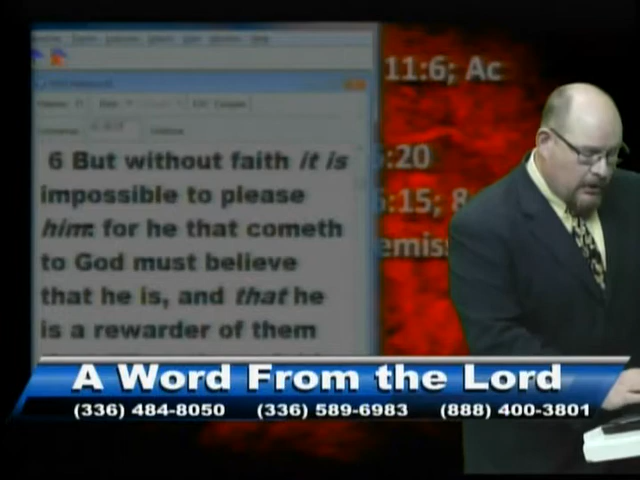 11:6; Ac
:20
:15; 8
emiss
6 But without faith it is
impossible to please
him: for he that cometh
to God must believe
that he is, and that he
is a rewarder of them
A Word From the Lord
(336) 484-8050 (336) 589-6983 (888) 400-3801